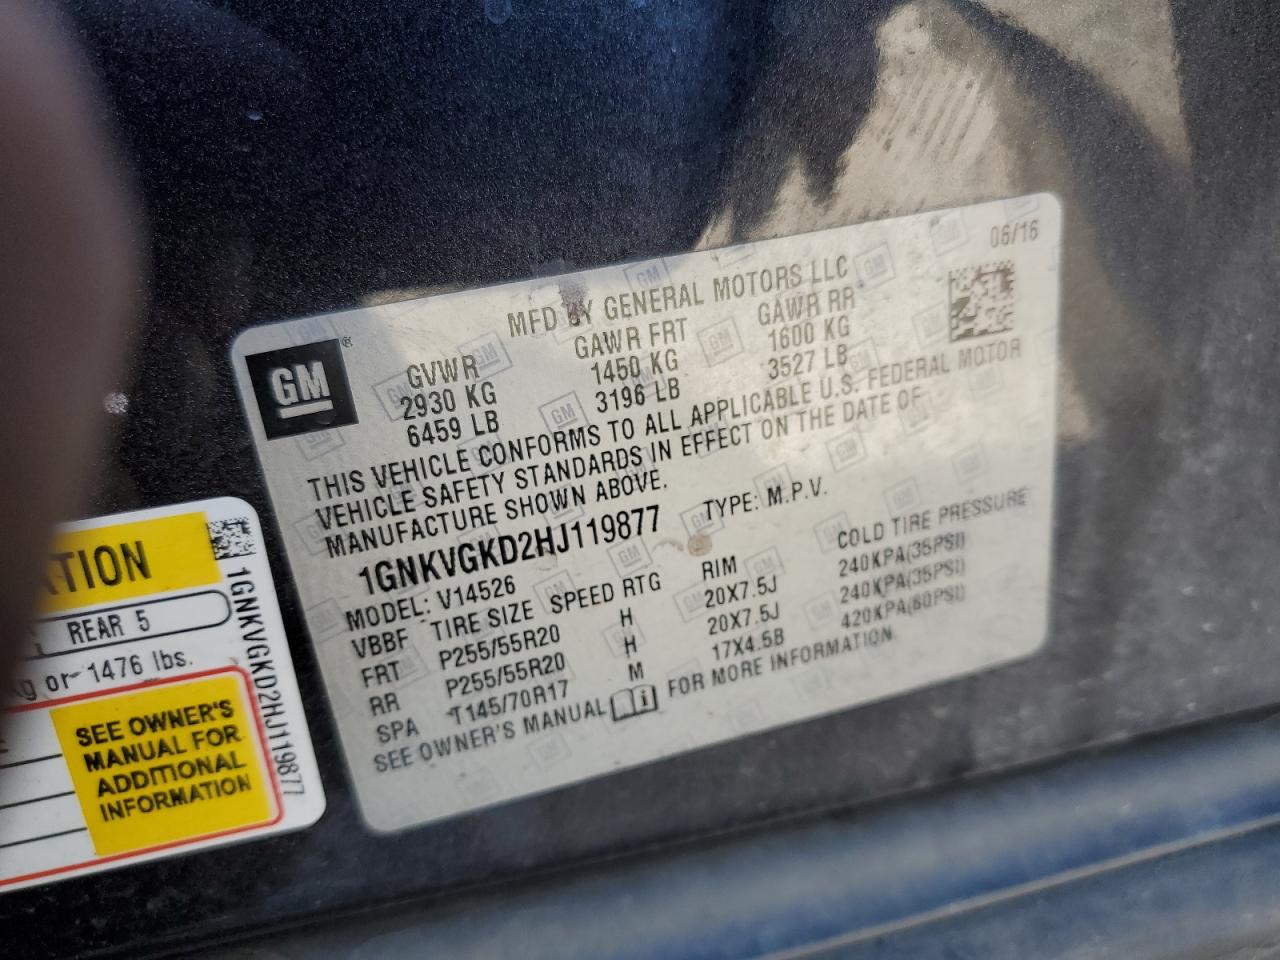 06/16
MFD BY GENERAL MOTORS LLC
GM®
GVWR GAWR FRT GAWR RR
2930 KG 1450 KG 1600 KG
6459 LB 3196 LB 3527 LB
THIS VEHICLE CONFORMS TO ALL APPLICABLE U.S. FEDERAL MOTOR
VEHICLE SAFETY STANDARDS IN EFFECT ON THE DATE OF
MANUFACTURE SHOWN ABOVE.
1GNKVGKD2HJ119877 TYPE: M.P.V.
MODEL: V14526
VBBF TIRE SIZE SPEED RTG RIM COLD TIRE PRESSURE
FRT P255/55R20 H 20X7.5J 240KPA(35PSI)
RR P255/55R20 H 20X7.5J 240KPA(35PSI)
SPA T145/70R17 M 17X4.5B 420KPA(60PSI)
SEE OWNER'S MANUAL FOR MORE INFORMATION.
TION
REAR 5
kg or 1476 lbs.
SEE OWNER'S
MANUAL FOR
ADDITIONAL
INFORMATION
1GNKVGKD2HJ119877